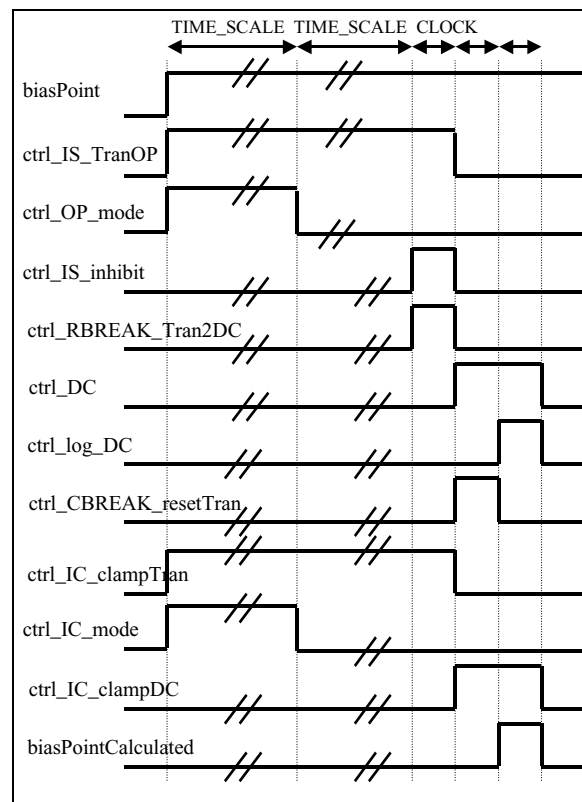 TIME_SCALE TIME_SCALE CLOCK
biasPoint
ctrl_IS_TranOP
ctrl_OP_mode
ctrl_IS_inhibit
ctrl_RBREAK_Tran2DC
ctrl_DC
ctrl_log_DC
ctrl_CBREAK_resetTran
ctrl_IC_clampTran
ctrl_IC_mode
ctrl_IC_clampDC
biasPointCalculated